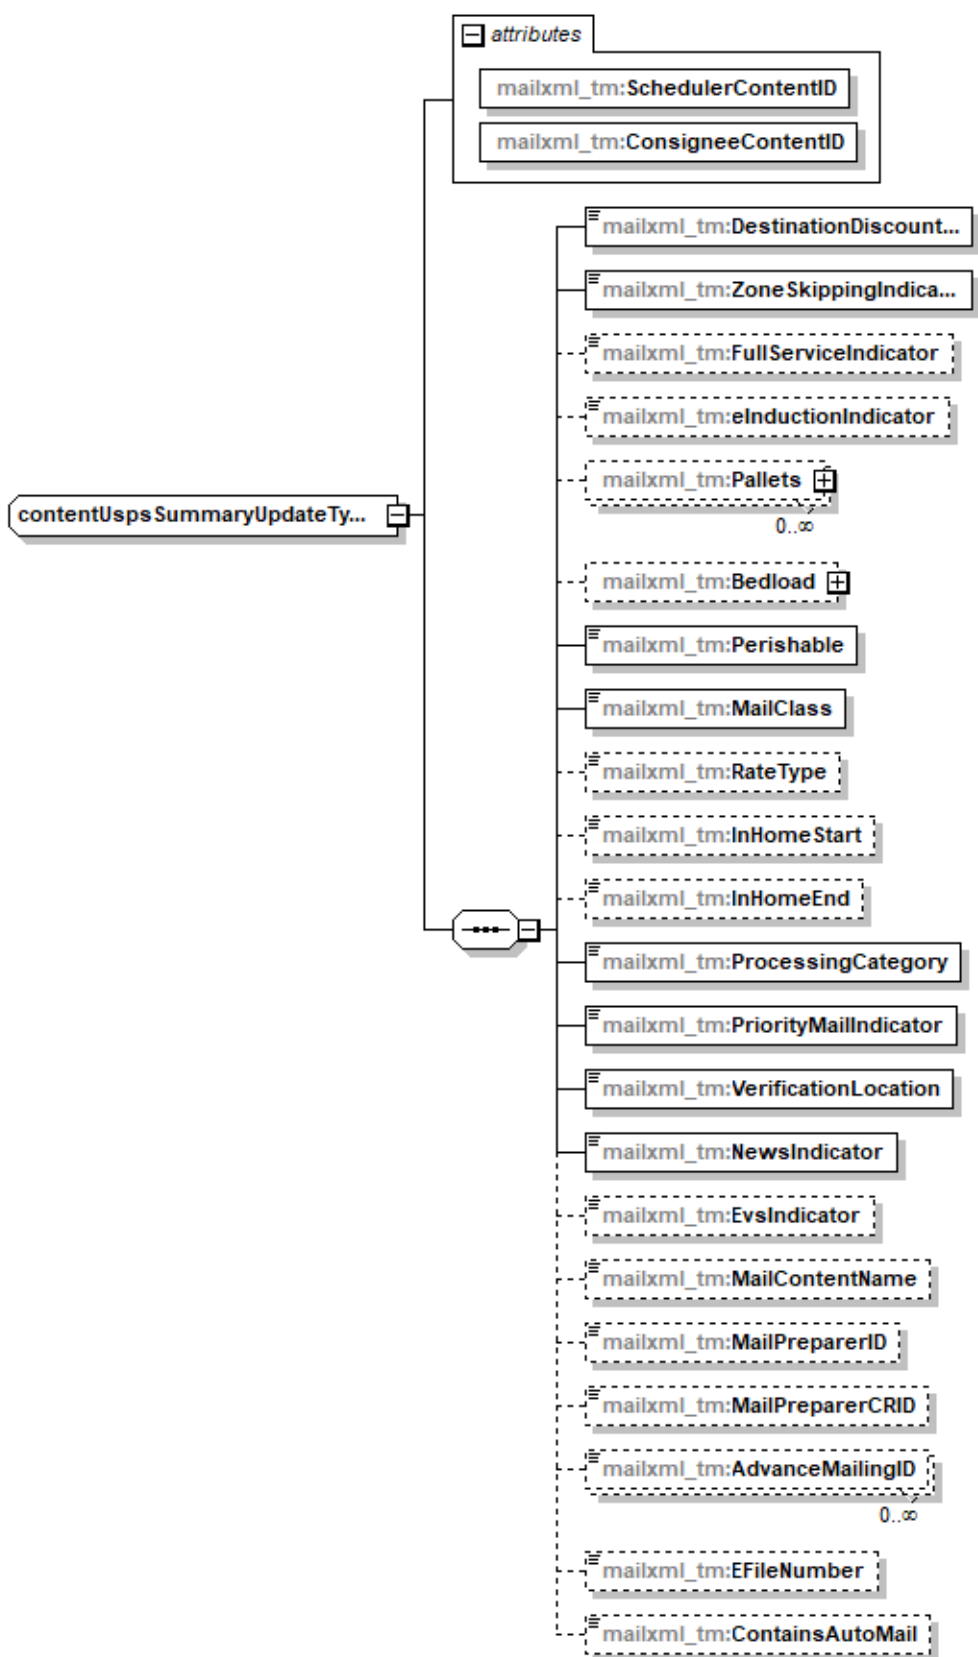 attributes
mailxml_tm:SchedulerContentID
mailxml_tm:ConsigneeContentID
mailxml_tm:DestinationDiscount...
mailxml_tm:ZoneSkippingIndica...
mailxml_tm:FullServiceIndicator
mailxml_tm:eInductionIndicator
mailxml_tm:Pallets
0..∞
contentUspsSummaryUpdateTy...
mailxml_tm:Bedload
mailxml_tm:Perishable
mailxml_tm:MailClass
mailxml_tm:RateType
mailxml_tm:InHomeStart
mailxml_tm:InHomeEnd
mailxml_tm:ProcessingCategory
mailxml_tm:PriorityMailIndicator
mailxml_tm:VerificationLocation
mailxml_tm:NewsIndicator
mailxml_tm:EvsIndicator
mailxml_tm:MailContentName
mailxml_tm:MailPreparerID
mailxml_tm:MailPreparerCRID
mailxml_tm:AdvanceMailingID
0..∞
mailxml_tm:EFileNumber
mailxml_tm:ContainsAutoMail